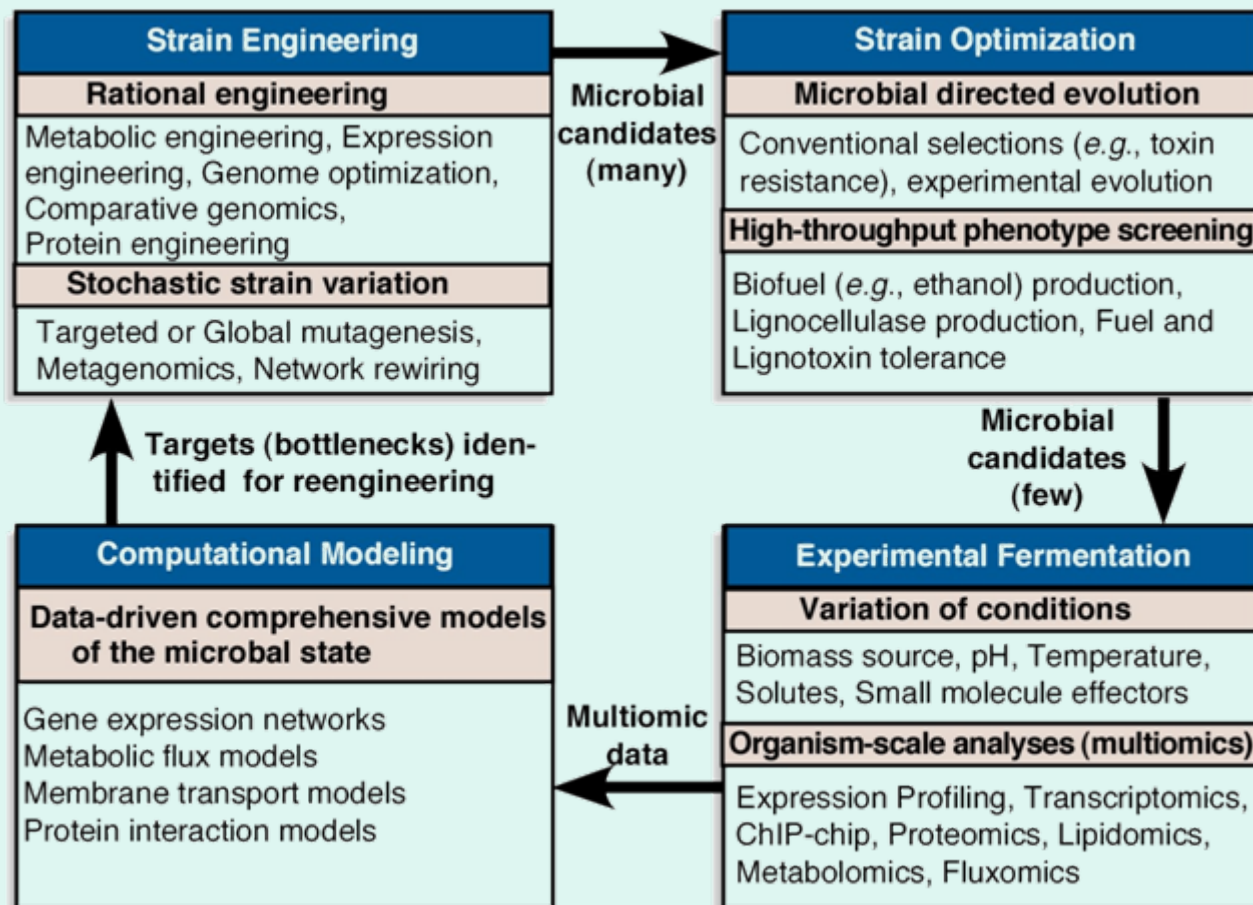 Strain Engineering
Rational engineering
Metabolic engineering, Expression
engineering, Genome optimization,
Comparative genomics,
Protein engineering
Stochastic strain variation
Targeted or Global mutagenesis,
Metagenomics, Network rewiring
Microbial
candidates
(many)
Strain Optimization
Microbial directed evolution
Conventional selections (e.g., toxin
resistance), experimental evolution
High-throughput phenotype screening
Biofuel (e.g., ethanol) production,
Lignocellulase production, Fuel and
Lignotoxin tolerance
Microbial
candidates
(few)
Experimental Fermentation
Variation of conditions
Biomass source, pH, Temperature,
Solutes, Small molecule effectors
Organism-scale analyses (multiomics)
Expression Profiling, Transcriptomics,
ChIP-chip, Proteomics, Lipidomics,
Metabolomics, Fluxomics
Multiomic
data
Computational Modeling
Data-driven comprehensive models
of the microbal state
Gene expression networks
Metabolic flux models
Membrane transport models
Protein interaction models
Targets (bottlenecks) iden-
tified for reengineering